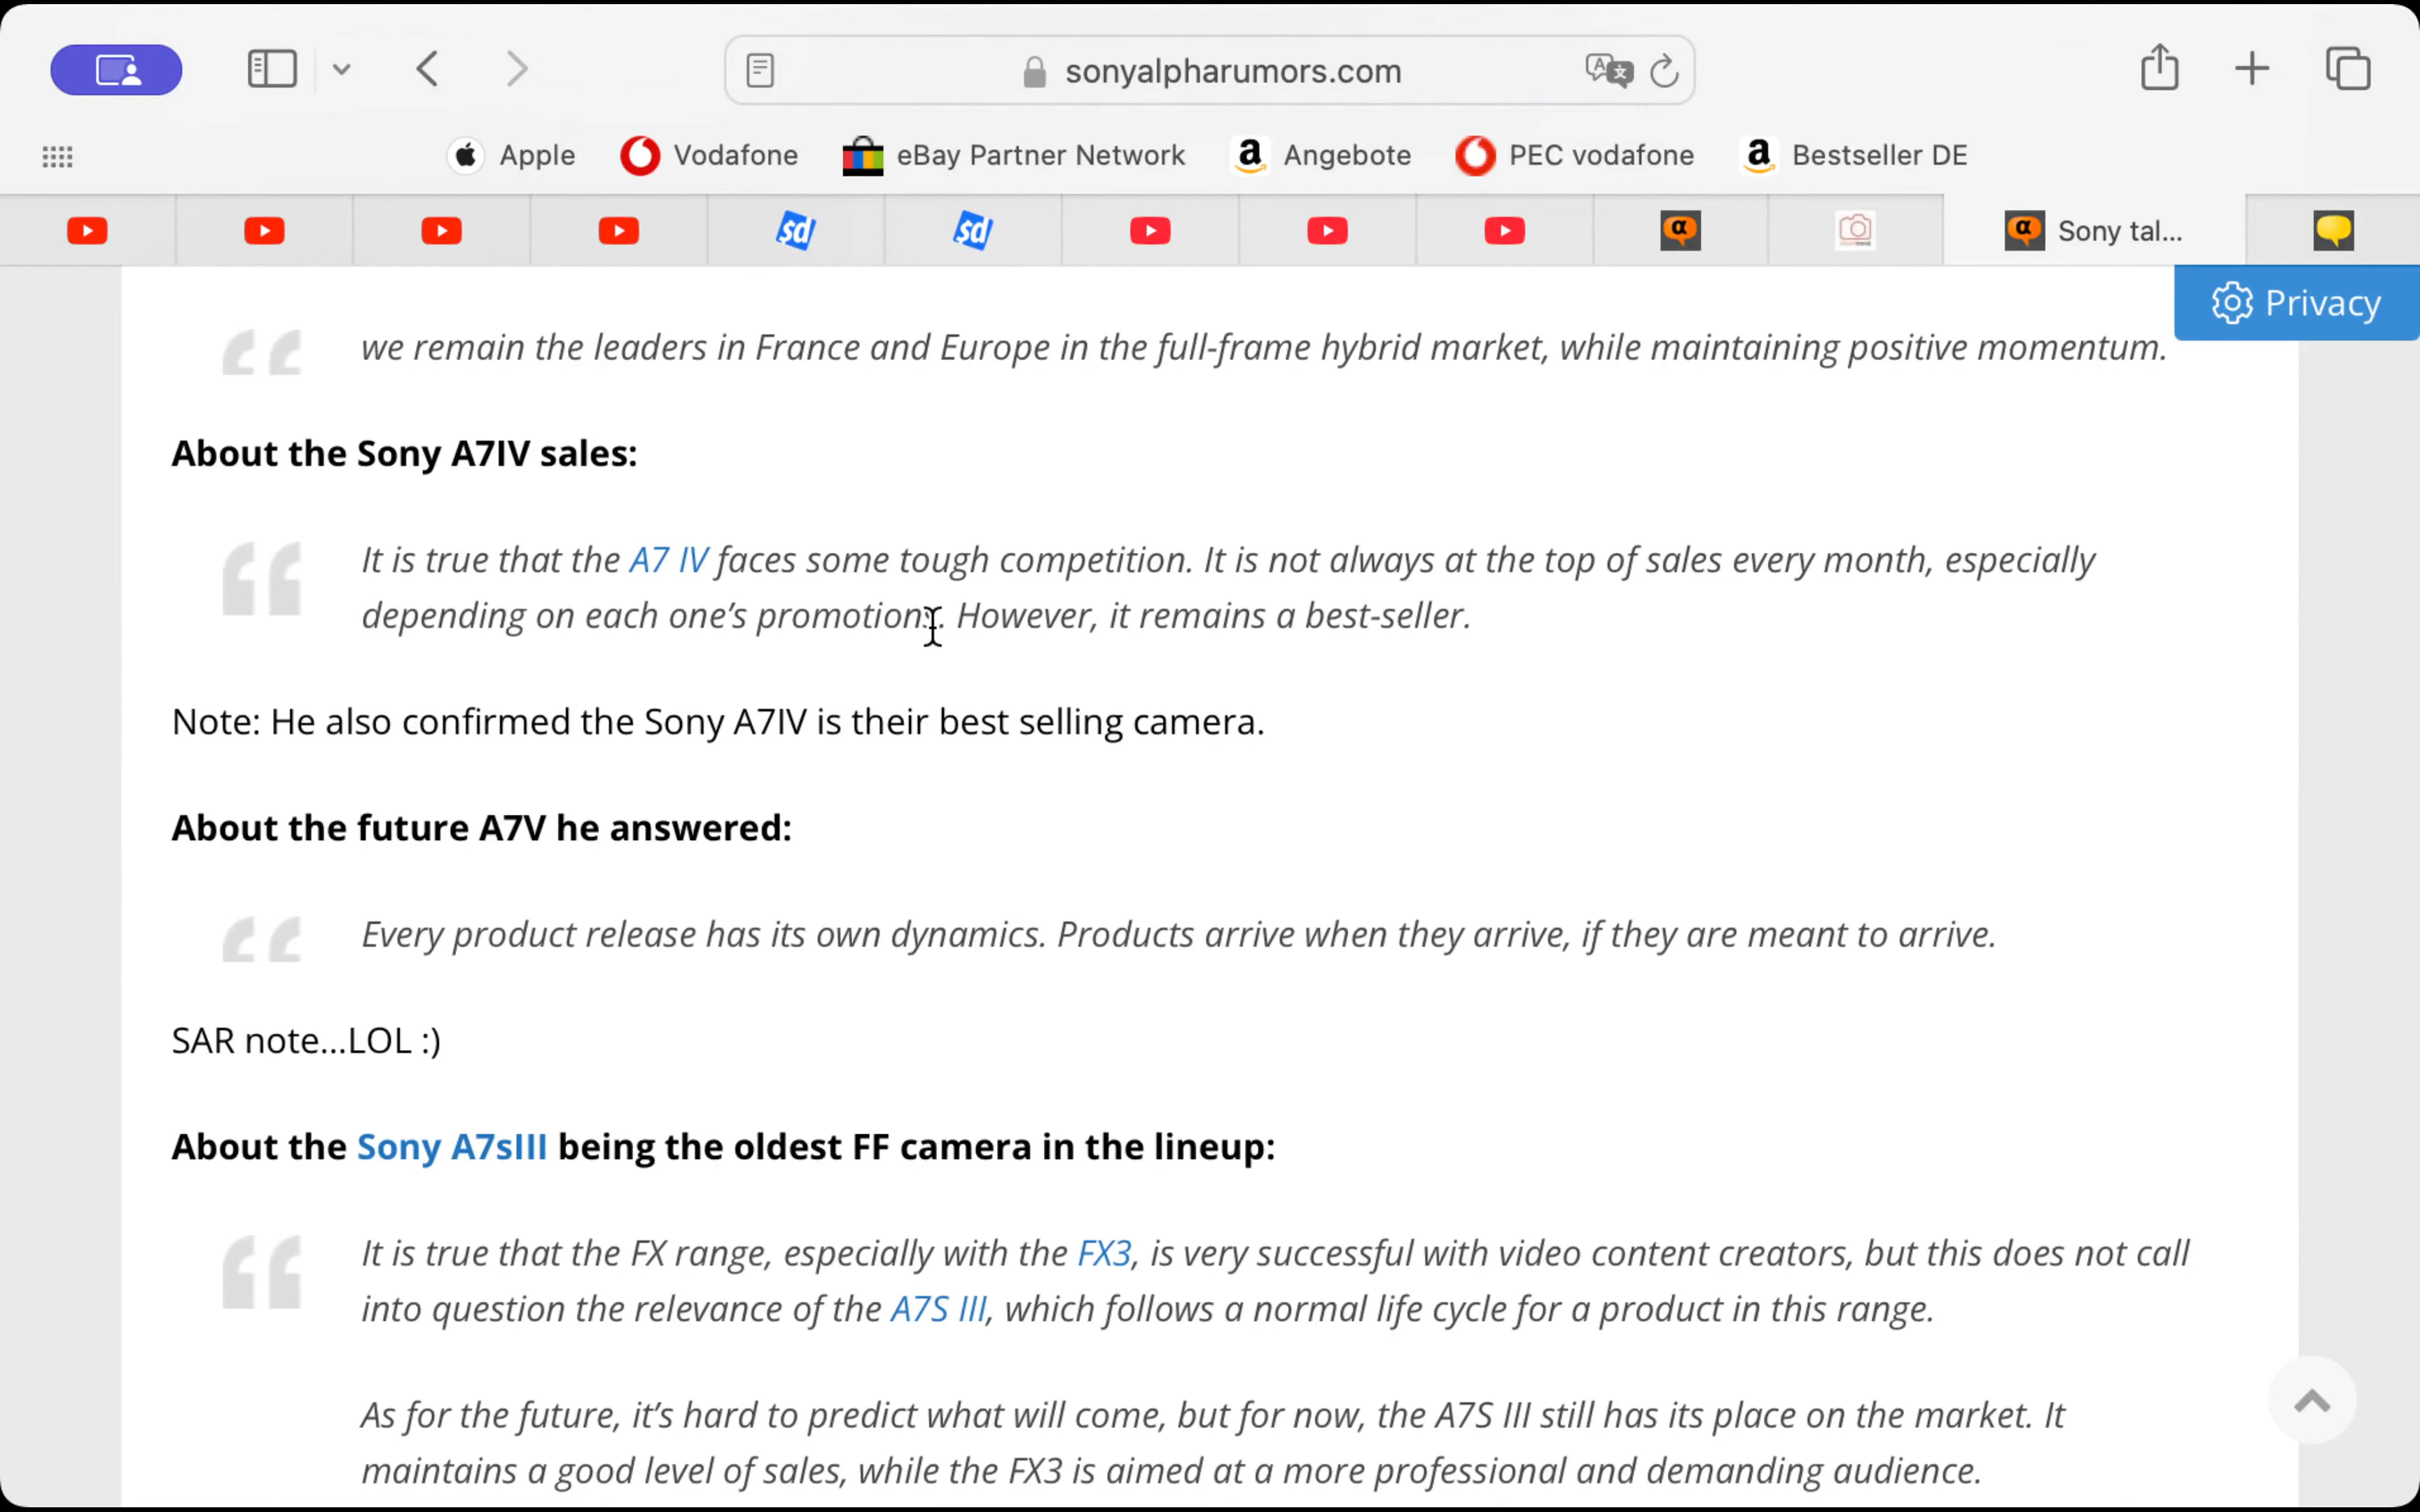 sonyalpharumors.com
Apple
Vodafone
eBay Partner Network
Angebote
PEC vodafone
Bestseller DE
Sony tal...
Privacy
we remain the leaders in France and Europe in the full-frame hybrid market, while maintaining positive momentum.
About the Sony A7IV sales:
It is true that the A7 IV faces some tough competition. It is not always at the top of sales every month, especially
depending on each one’s promotions. However, it remains a best-seller.
Note: He also confirmed the Sony A7IV is their best selling camera.
About the future A7V he answered:
Every product release has its own dynamics. Products arrive when they arrive, if they are meant to arrive.
SAR note...LOL :)
About the Sony A7sIII being the oldest FF camera in the lineup:
It is true that the FX range, especially with the FX3, is very successful with video content creators, but this does not call
into question the relevance of the A7S III, which follows a normal life cycle for a product in this range.
As for the future, it’s hard to predict what will come, but for now, the A7S III still has its place on the market. It
maintains a good level of sales, while the FX3 is aimed at a more professional and demanding audience.